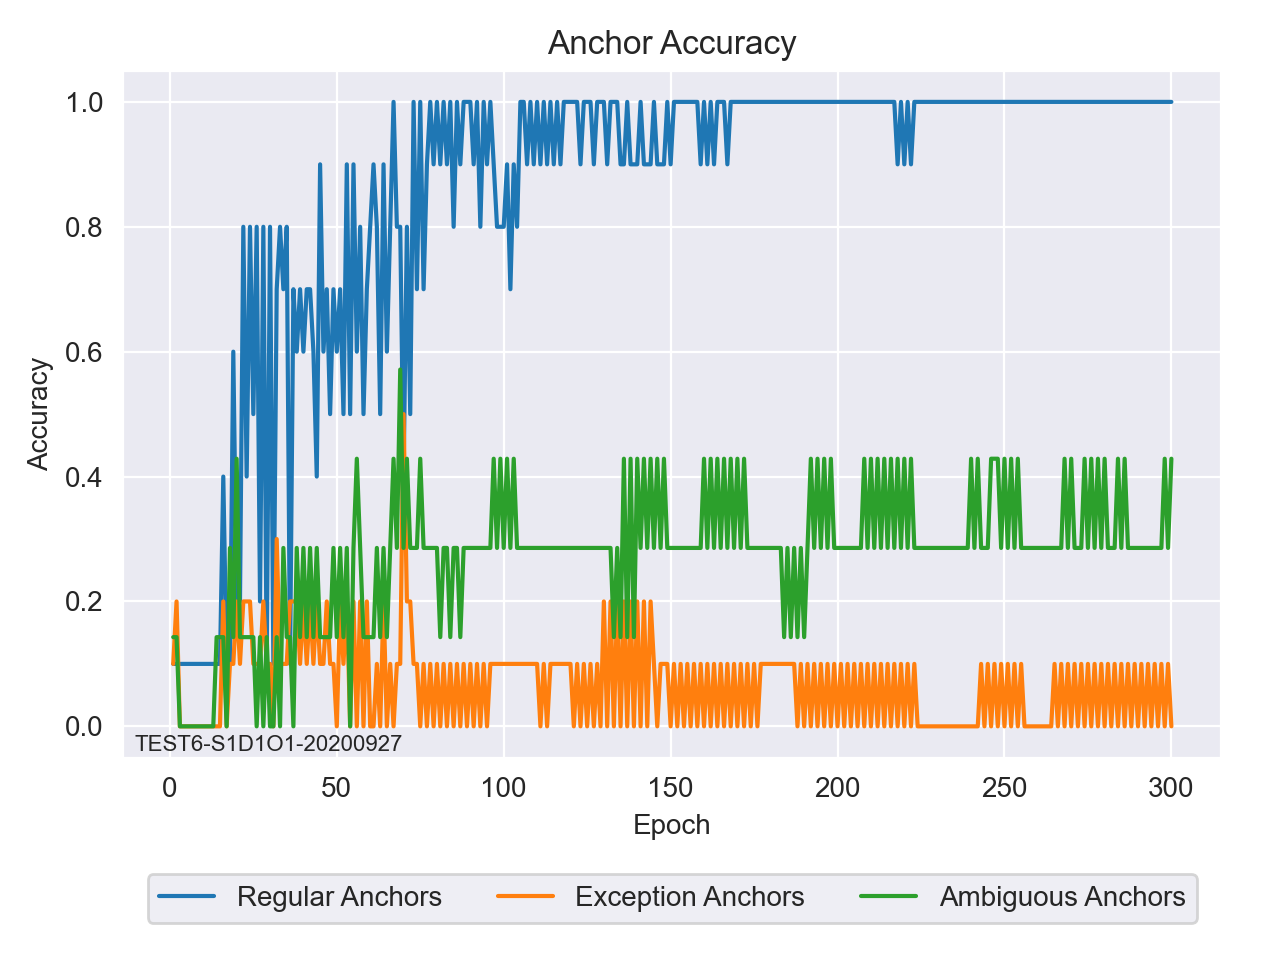 Anchor Accuracy
Accuracy
1.0
0.8
0.6
0.4
0.2
0.0
TEST6-S1D1O1-20200927
0 50 100 150 200 250 300
Epoch
Regular Anchors Exception Anchors Ambiguous Anchors